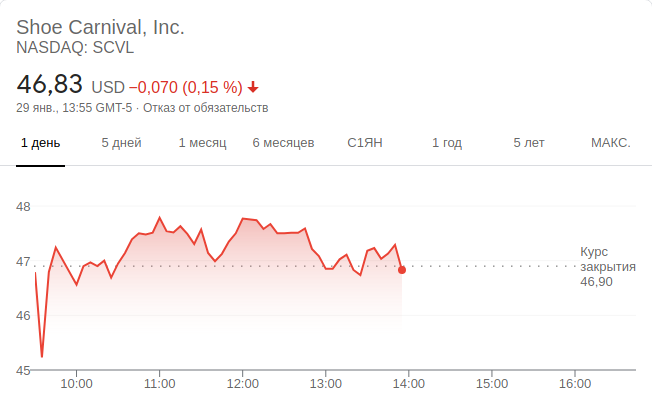 Shoe Carnival, Inc.
NASDAQ: SCVL
46,83 USD −0,070 (0,15 %)
29 янв., 13:55 GMT-5 · Отказ от обязательств
1 день 5 дней 1 месяц 6 месяцев С1ЯН 1 год 5 лет МАКС.
48
47
46
45
Курс
закрытия
46,90
10:00 11:00 12:00 13:00 14:00 15:00 16:00